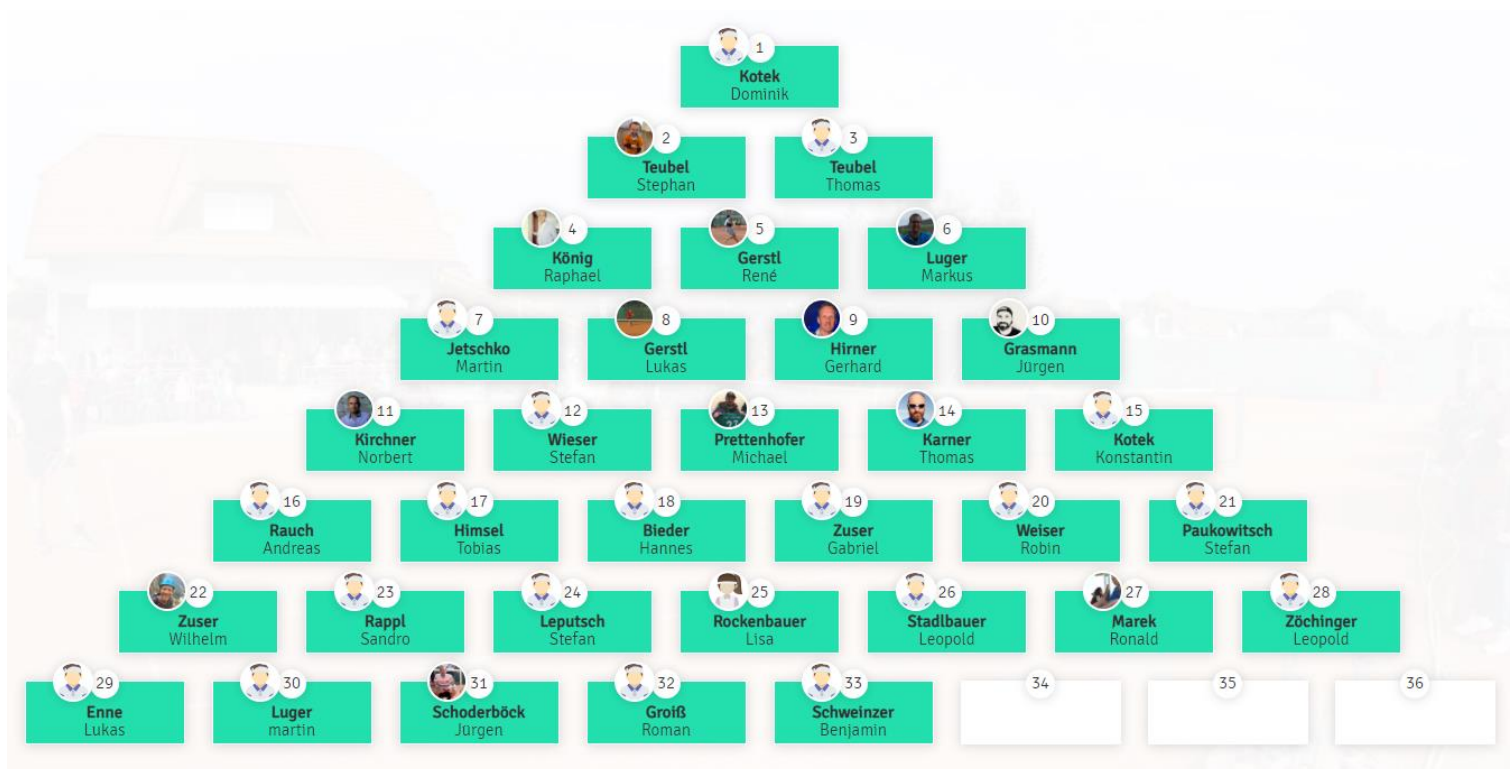 1
Kotek
Dominik
2
Teubel
Stephan
3
Teubel
Thomas
4
König
Raphael
5
Gerstl
René
6
Luger
Markus
7
Jetschko
Martin
8
Gerstl
Lukas
9
Hirner
Gerhard
10
Grasmann
Jürgen
11
Kirchner
Norbert
12
Wieser
Stefan
13
Prettenhofer
Michael
14
Karner
Thomas
15
Kotek
Konstantin
16
Rauch
Andreas
17
Himsel
Tobias
18
Bieder
Hannes
19
Zuser
Gabriel
20
Weiser
Robin
21
Paukowitsch
Stefan
22
Zuser
Wilhelm
23
Rappl
Sandro
24
Leputsch
Stefan
25
Rockenbauer
Lisa
26
Stadlbauer
Leopold
27
Marek
Ronald
28
Zöchinger
Leopold
29
Enne
Lukas
30
Luger
martin
31
Schoderböck
Jürgen
32
Groiß
Roman
33
Schweinzer
Benjamin
34
35
36